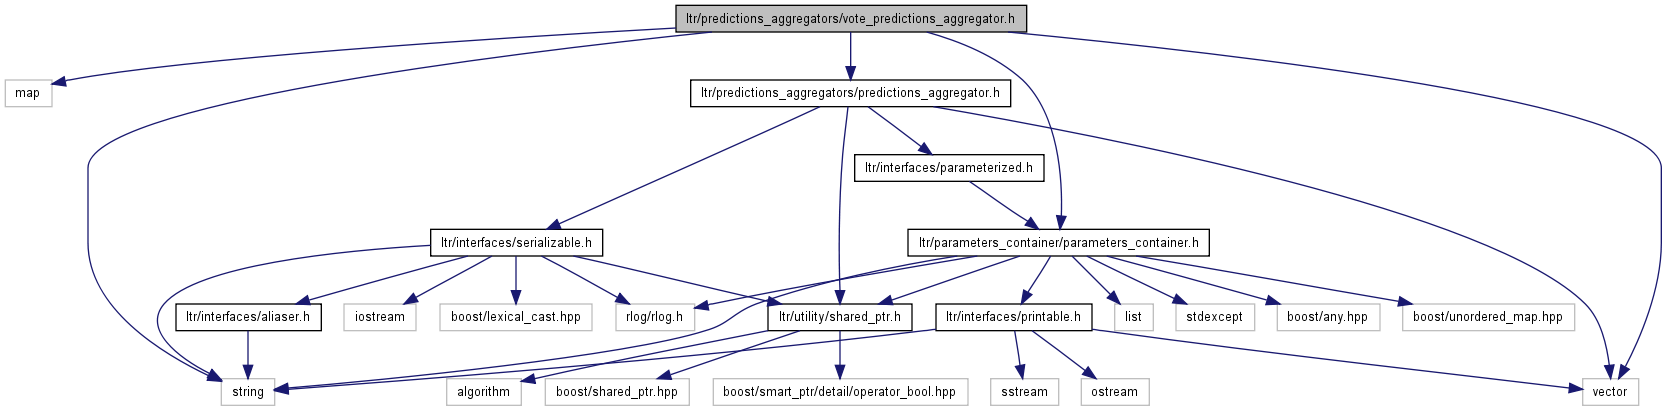 ltr/predictions_aggregators/vote_predictions_aggregator.h
map
ltr/predictions_aggregators/predictions_aggregator.h
ltr/interfaces/parameterized.h
ltr/interfaces/serializable.h
ltr/parameters_container/parameters_container.h
ltr/interfaces/aliaser.h
iostream
boost/lexical_cast.hpp
rlog/rlog.h
ltr/utility/shared_ptr.h
ltr/interfaces/printable.h
list
stdexcept
boost/any.hpp
boost/unordered_map.hpp
string
algorithm
boost/shared_ptr.hpp
boost/smart_ptr/detail/operator_bool.hpp
sstream
ostream
vector